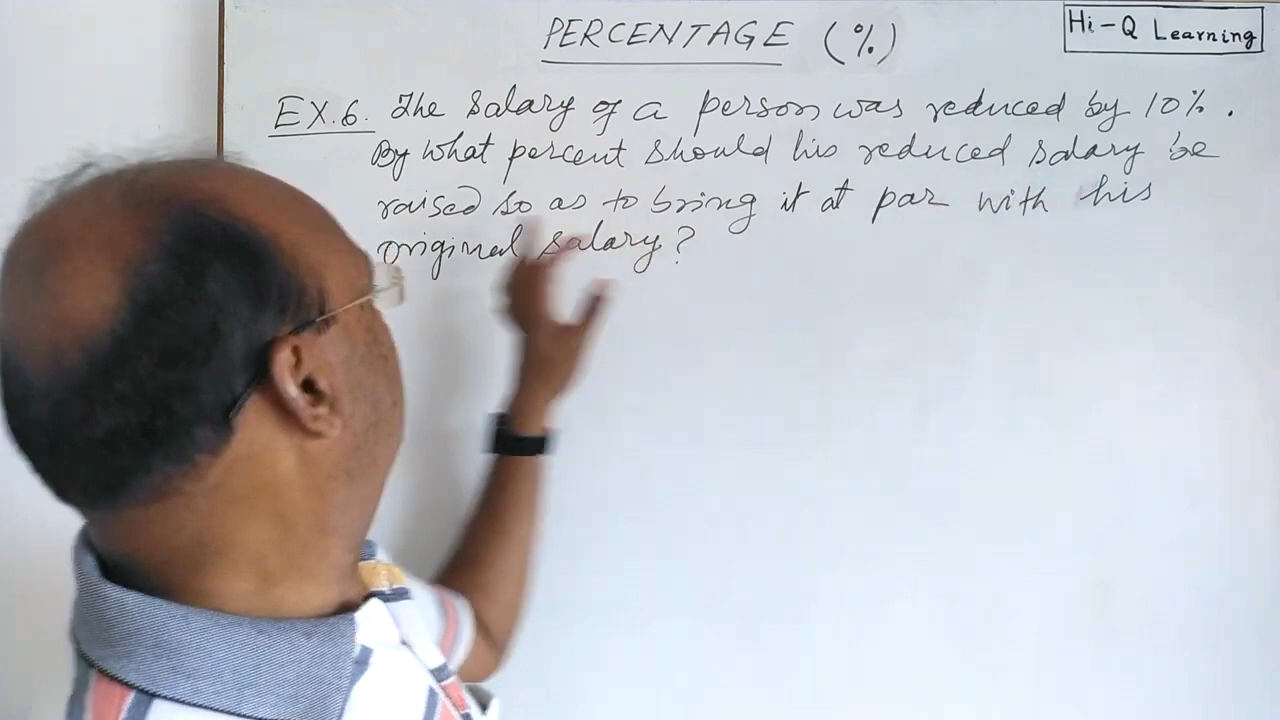 PERCENTAGE (%)
Hi-Q Learning
EX.6. The salary of a person was reduced by 10%.
By what percent should his reduced salary be
raised so as to bring it at par with his
original salary?